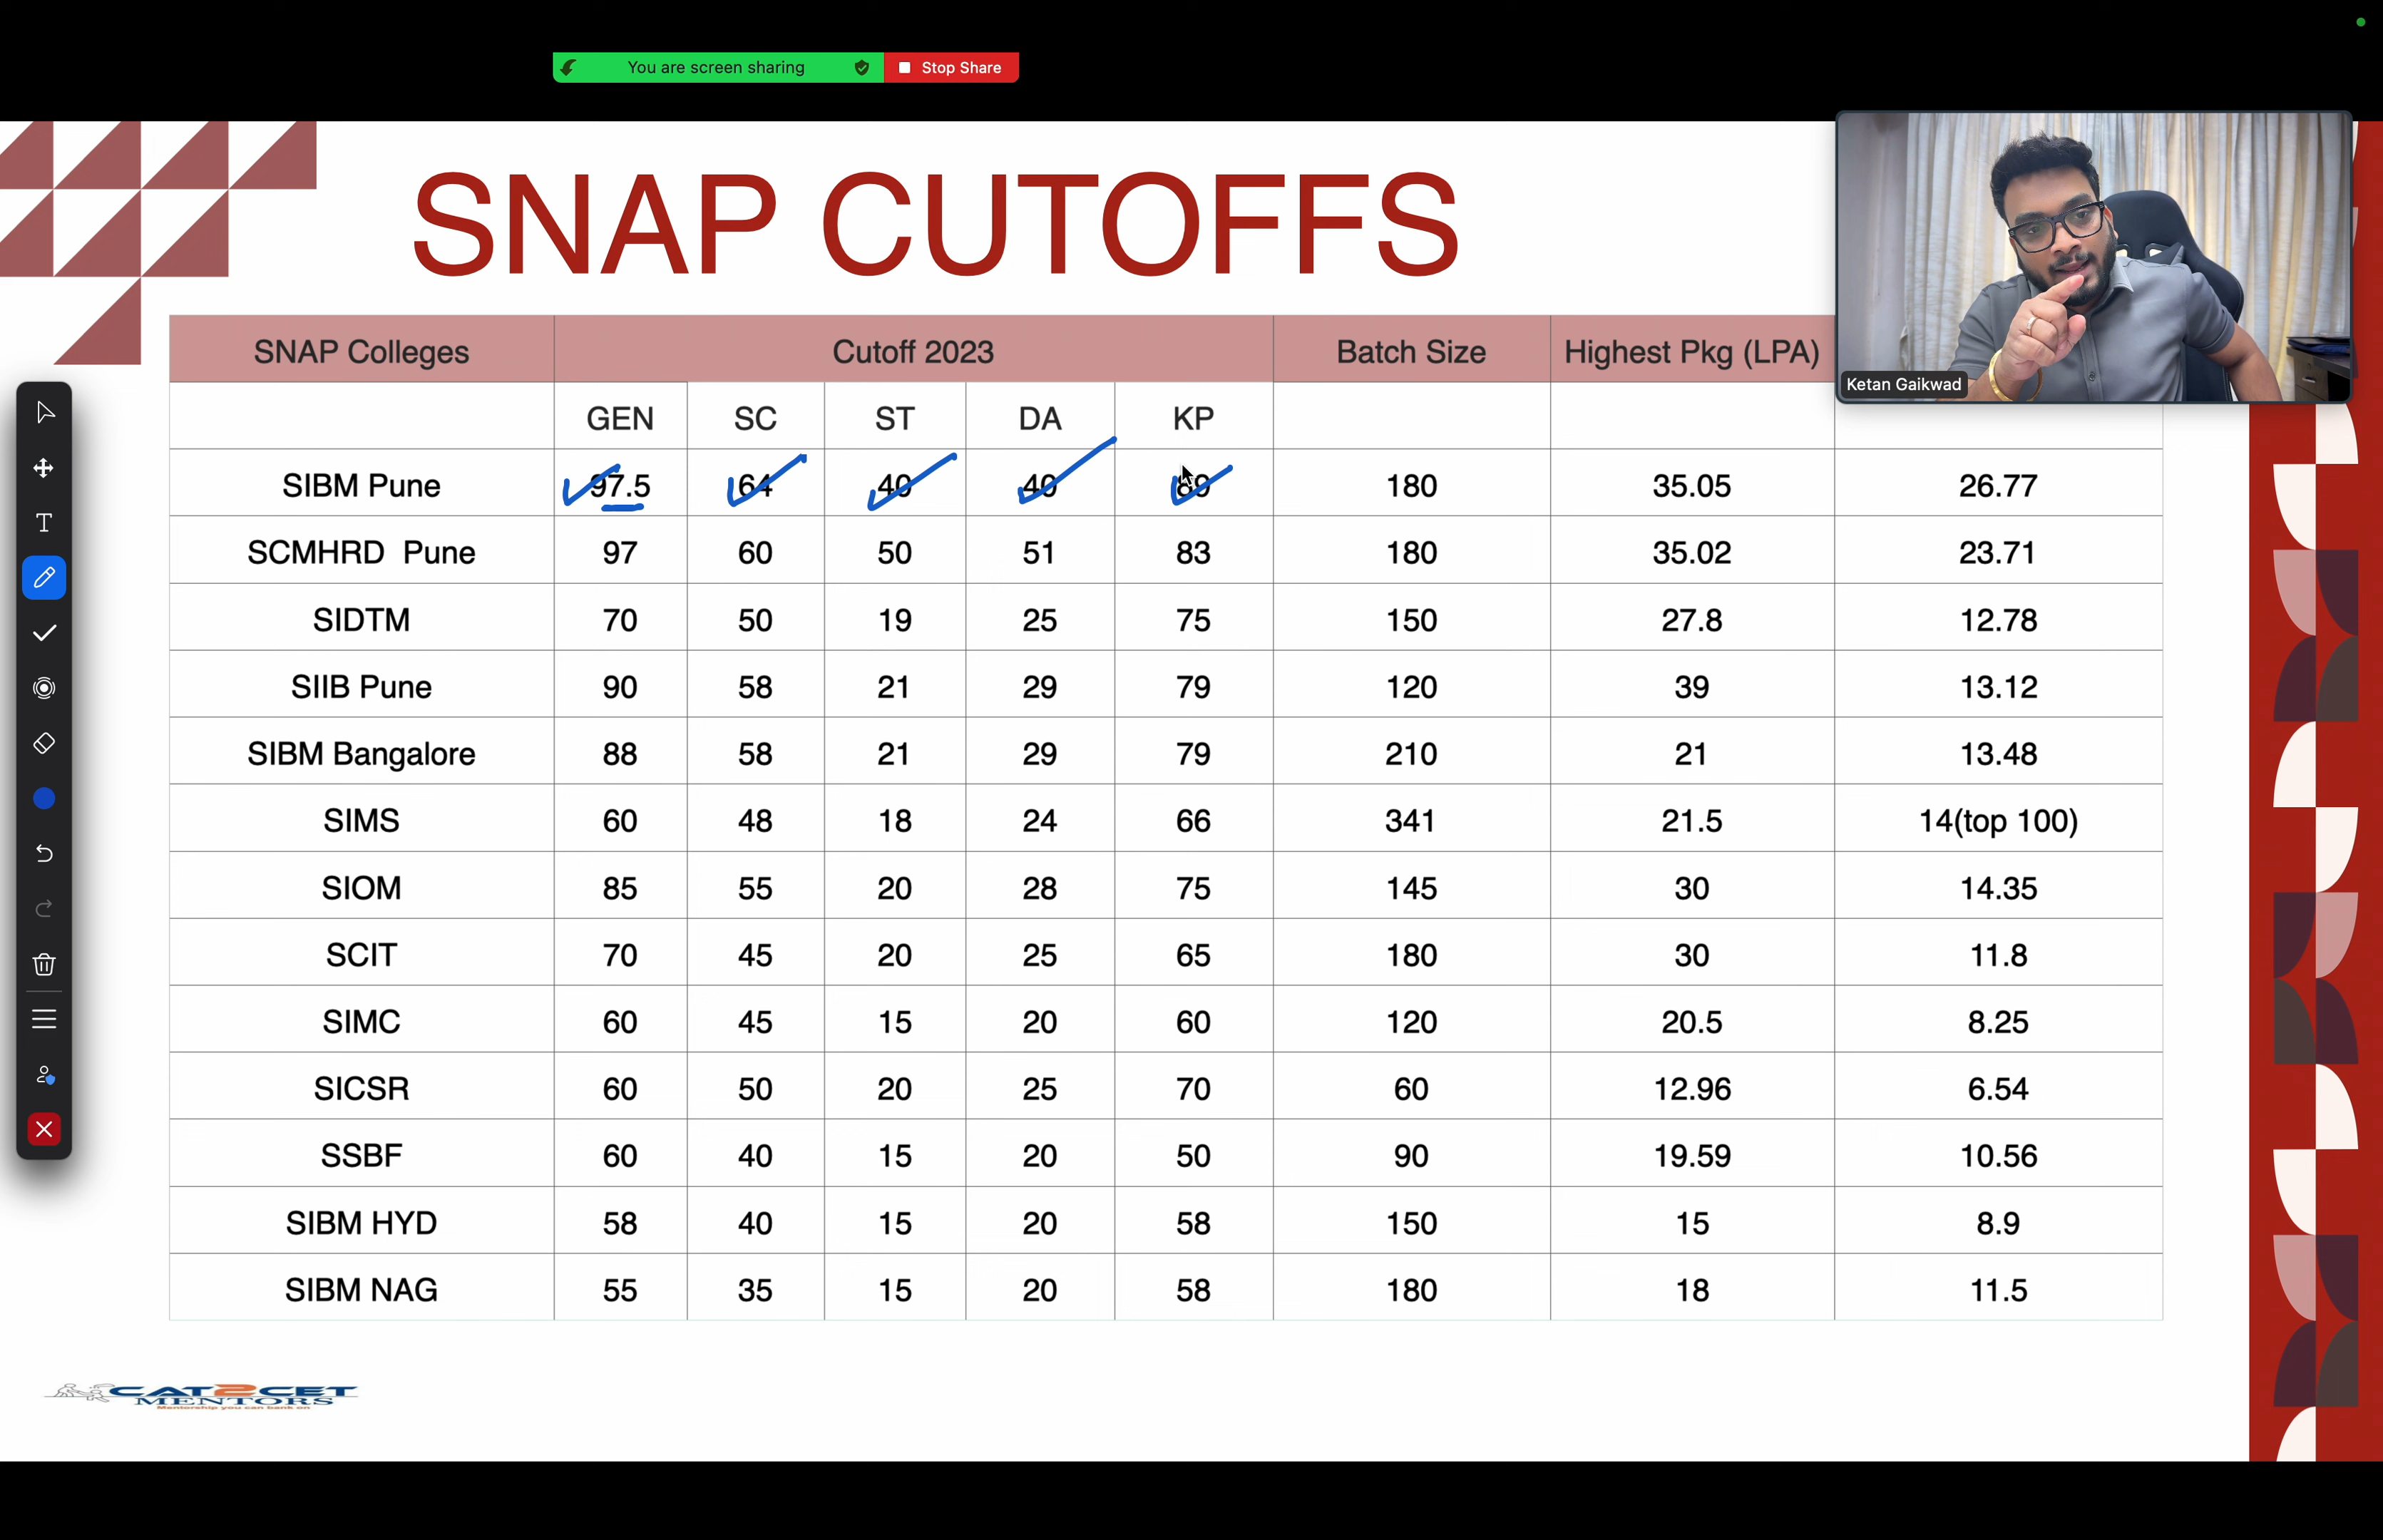 You are screen sharing Stop Share
SNAP CUTOFFS
Ketan Gaikwad
SNAP Colleges Cutoff 2023 Batch Size Highest Pkg (LPA)
GEN SC ST DA KP
SIBM Pune 97.5 64 40 40 89 180 35.05 26.77
SCMHRD Pune 97 60 50 51 83 180 35.02 23.71
SIDTM 70 50 19 25 75 150 27.8 12.78
SIIB Pune 90 58 21 29 79 120 39 13.12
SIBM Bangalore 88 58 21 29 79 210 21 13.48
SIMS 60 48 18 24 66 341 21.5 14(top 100)
SIOM 85 55 20 28 75 145 30 14.35
SCIT 70 45 20 25 65 180 30 11.8
SIMC 60 45 15 20 60 120 20.5 8.25
SICSR 60 50 20 25 70 60 12.96 6.54
SSBF 60 40 15 20 50 90 19.59 10.56
SIBM HYD 58 40 15 20 58 150 15 8.9
SIBM NAG 55 35 15 20 58 180 18 11.5
CAT2CET
MENTORS
Mentorship you can bank on